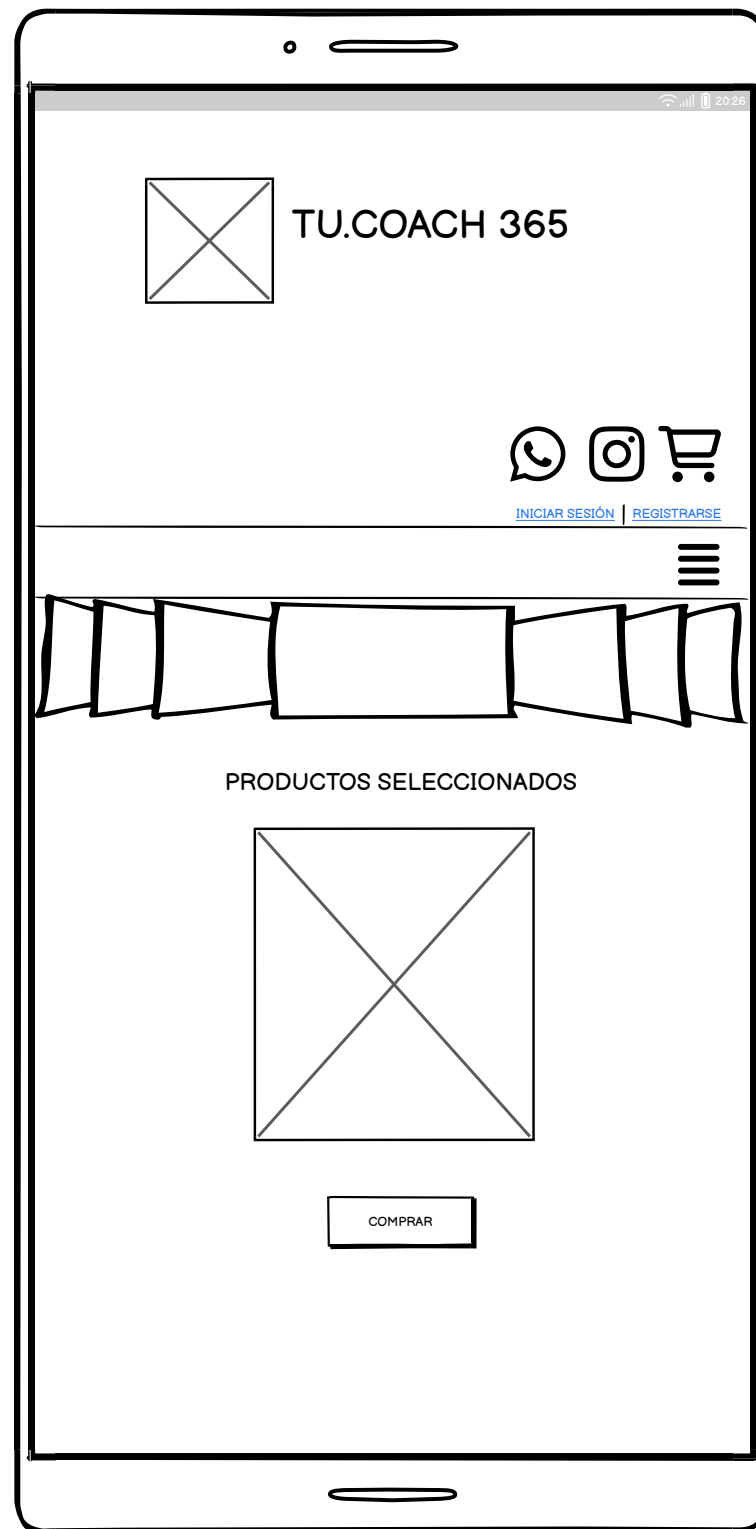 20:26
TU.COACH 365
INICIAR SESIÓN | REGISTRARSE
PRODUCTOS SELECCIONADOS
COMPRAR